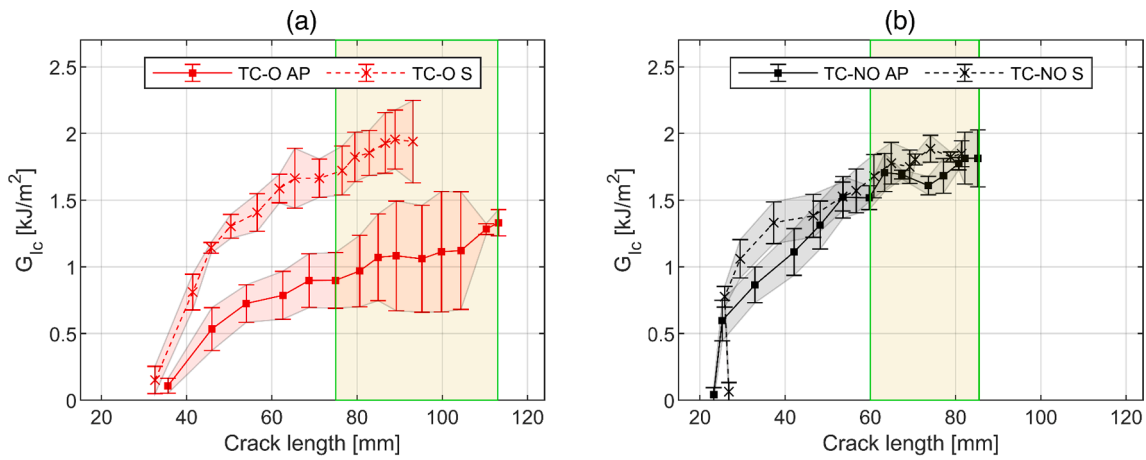 (a)
TC-O AP
TC-O S
G_Ic [kJ/m²]
2.5
2
1.5
1
0.5
0
20
40
60
80
100
120
Crack length [mm]
(b)
TC-NO AP
TC-NO S
G_Ic [kJ/m²]
2.5
2
1.5
1
0.5
0
20
40
60
80
100
120
Crack length [mm]